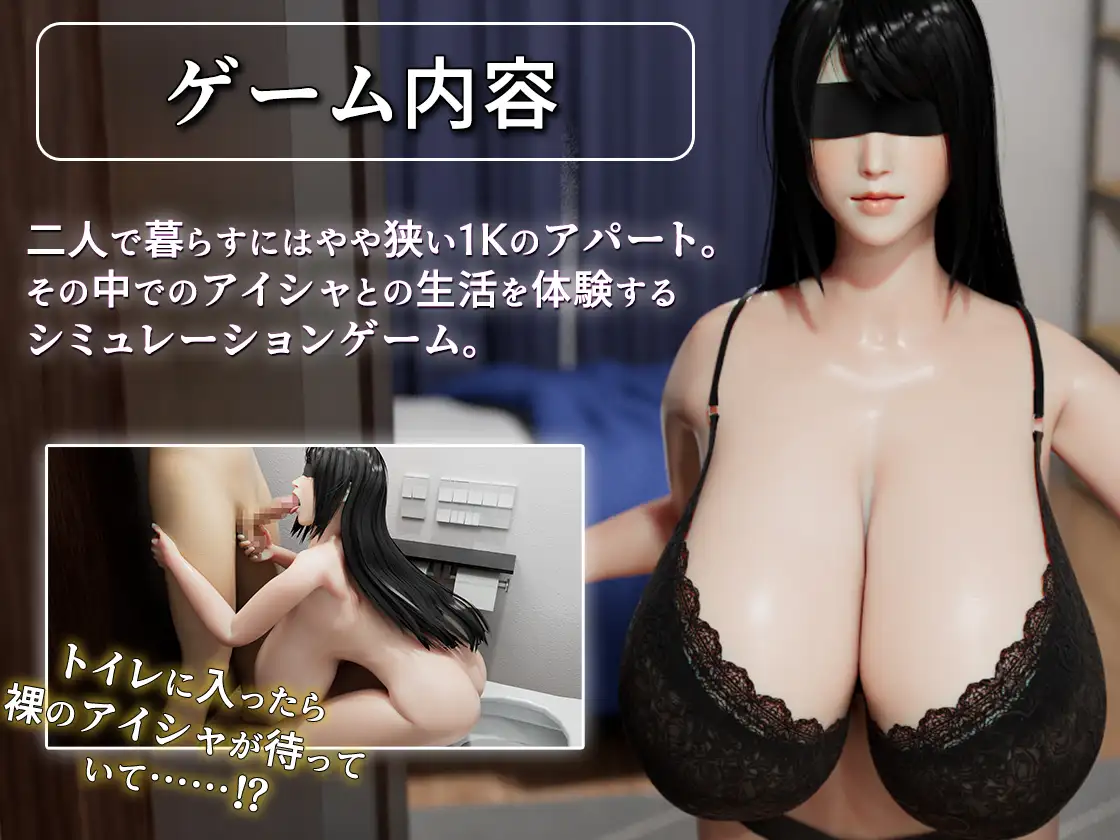 ゲーム内容
二人で暮らすにはやや狭い1Kのアパート。
その中でのアイシャとの生活を体験する
シミュレーションゲーム。
トイレに入ったら
裸のアイシャが待って
いて……!?